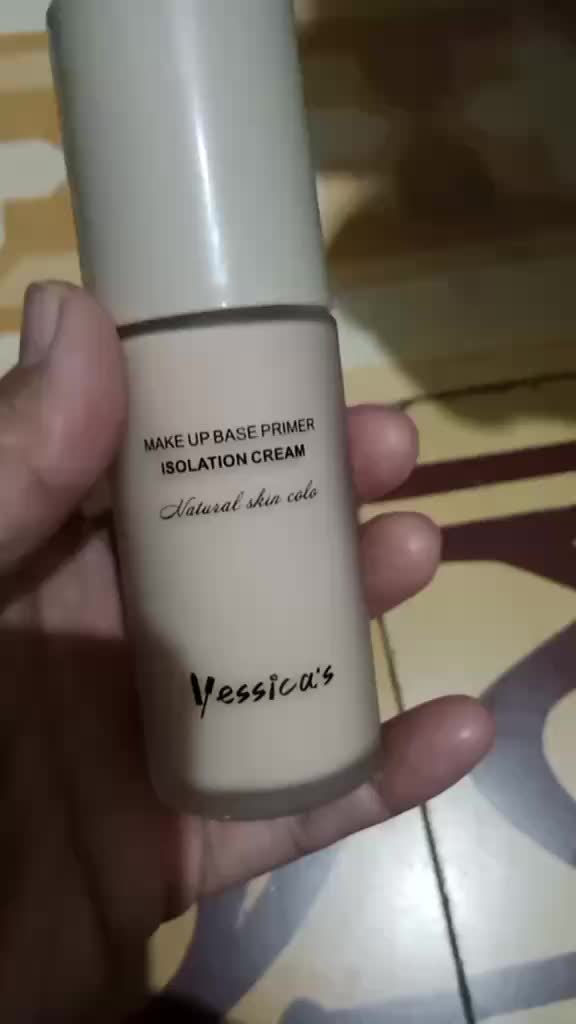 MAKE UP BASE PRIMER
ISOLATION CREAM
Natural skin colo
Yessica's